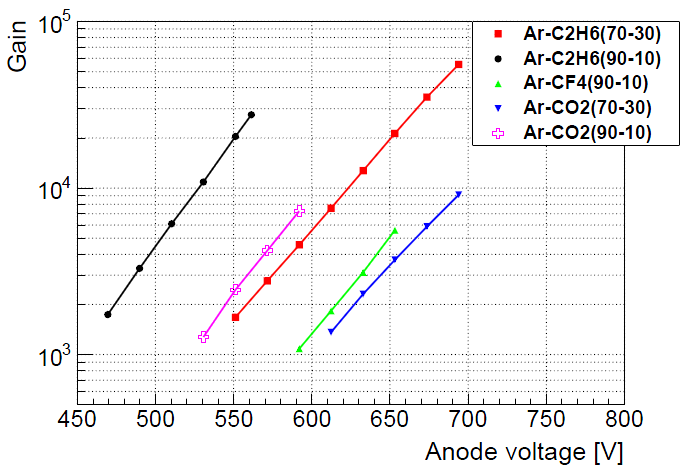 Gain
10^5
10^4
10^3
450 500 550 600 650 700 750 800
Anode voltage [V]
Ar-C2H6(70-30)
Ar-C2H6(90-10)
Ar-CF4(90-10)
Ar-CO2(70-30)
Ar-CO2(90-10)